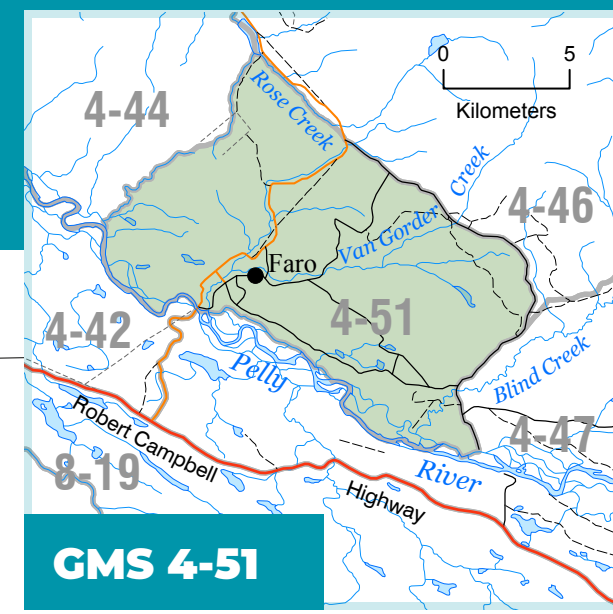 0 5
Kilometers
Rose Creek
4-44
Creek
4-46
Van Gorder
Faro
4-51
4-42
Pelly
Blind Creek
Robert Campbell
4-47
8-19
River
Highway
GMS 4-51